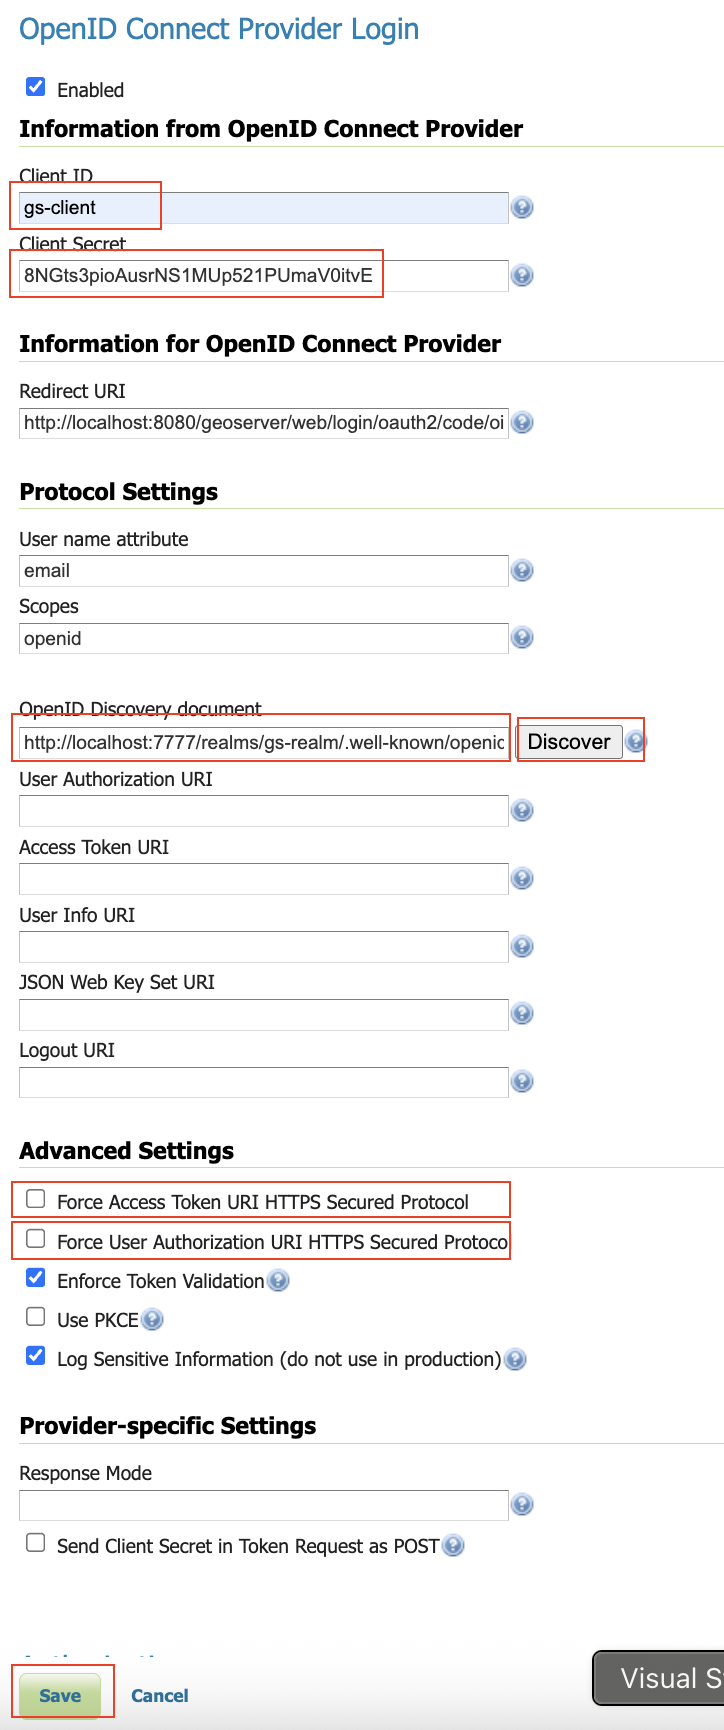 OpenID Connect Provider Login
Enabled
Information from OpenID Connect Provider
Client ID
gs-client
Client Secret
8NGts3pioAusrNS1MUp521PUmaV0itvE
Information for OpenID Connect Provider
Redirect URI
http://localhost:8080/geoserver/web/login/oauth2/code/oi
Protocol Settings
User name attribute
email
Scopes
openid
OpenID Discovery document
http://localhost:7777/realms/gs-realm/.well-known/openic
Discover
User Authorization URI
Access Token URI
User Info URI
JSON Web Key Set URI
Logout URI
Advanced Settings
Force Access Token URI HTTPS Secured Protocol
Force User Authorization URI HTTPS Secured Protoco
Enforce Token Validation
Use PKCE
Log Sensitive Information (do not use in production)
Provider-specific Settings
Response Mode
Send Client Secret in Token Request as POST
Save Cancel
Visual S